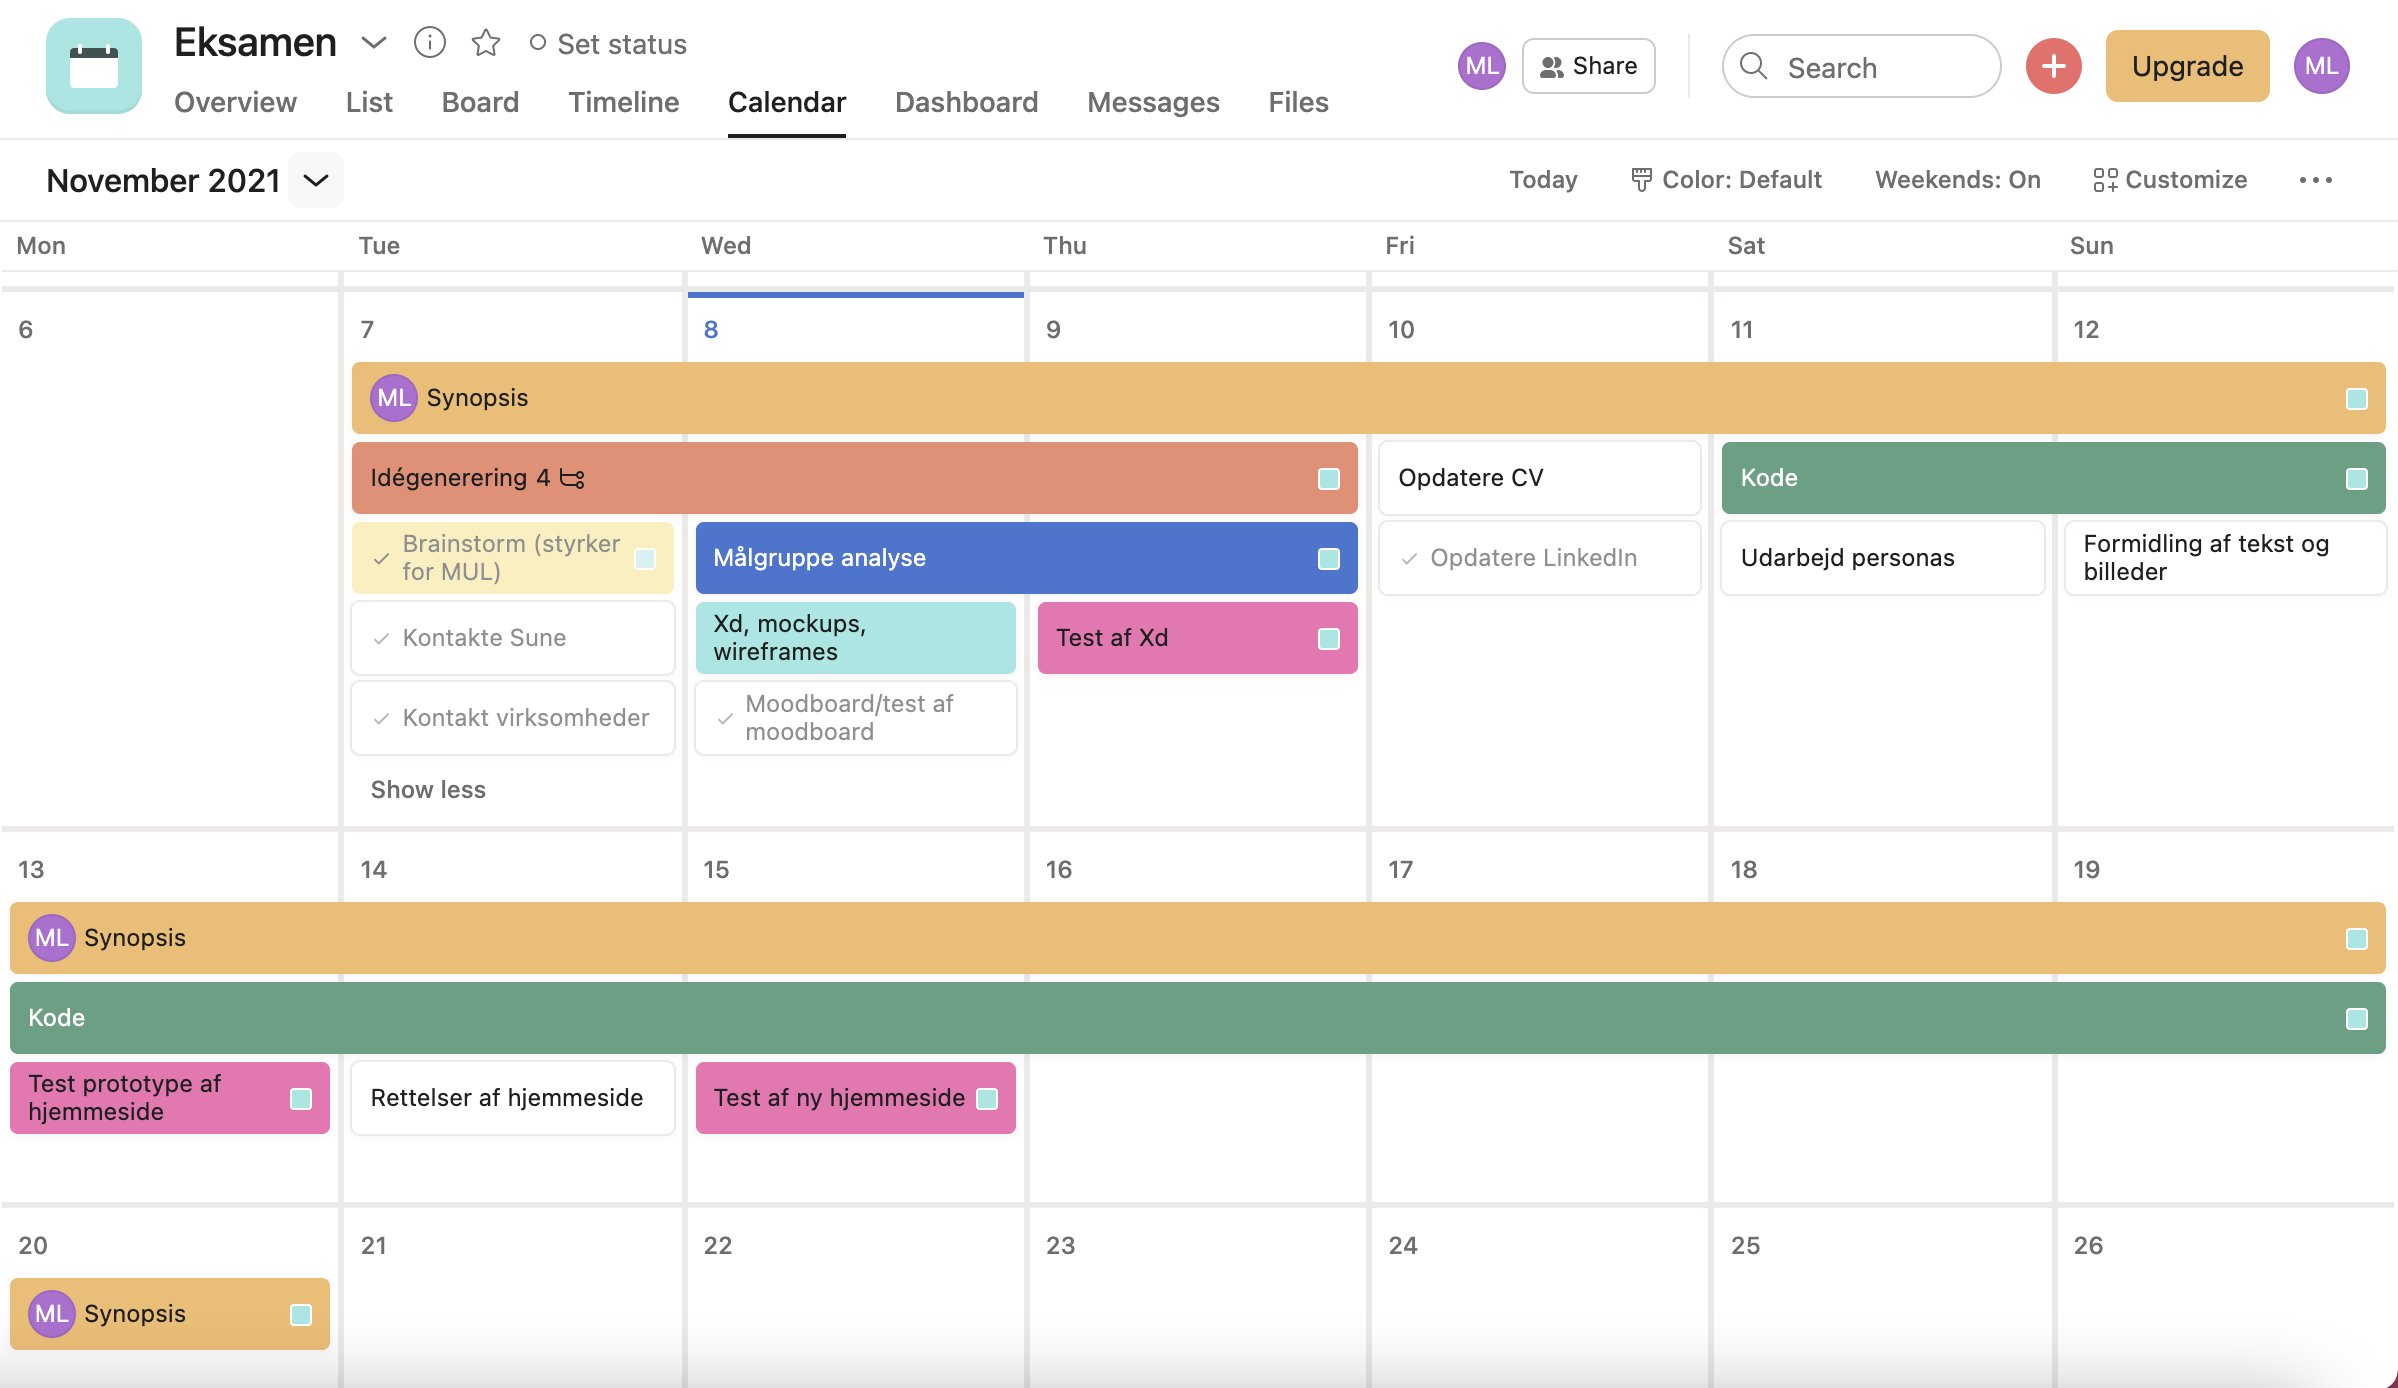 Eksamen
Set status
Overview List Board Timeline Calendar Dashboard Messages Files
ML Share Search Upgrade ML
November 2021
Today Color: Default Weekends: On Customize
Mon Tue Wed Thu Fri Sat Sun
6 7 8 9 10 11 12
ML Synopsis
Idégenerering 4
Opdatere CV
Kode
Brainstorm (styrker
for MUL)
Målgruppe analyse
Opdatere LinkedIn
Udarbejd personas
Formidling af tekst og
billeder
Kontakte Sune
Xd, mockups,
wireframes
Test af Xd
Kontakt virksomheder
Moodboard/test af
moodboard
Show less
13 14 15 16 17 18 19
ML Synopsis
Kode
Test prototype af
hjemmeside
Rettelser af hjemmeside
Test af ny hjemmeside
20 21 22 23 24 25 26
ML Synopsis